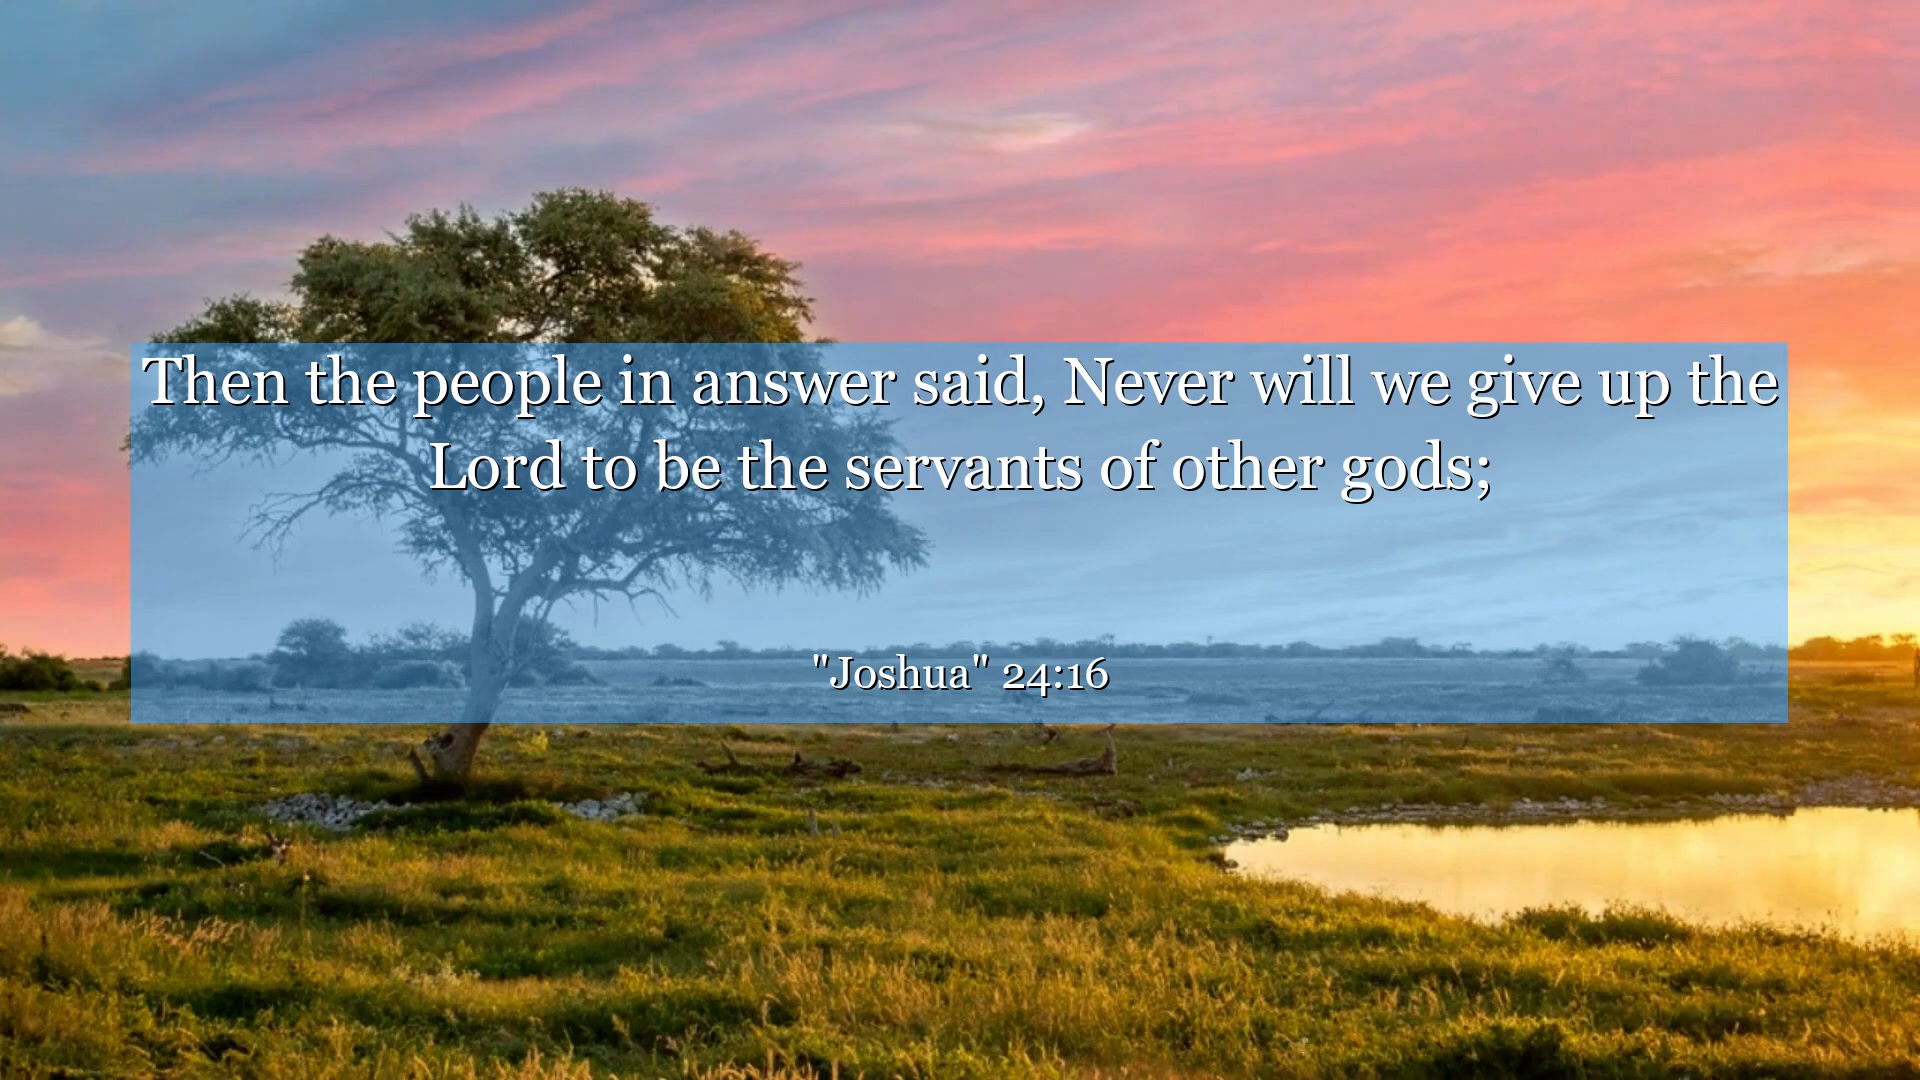 Then the people in answer said, Never will we give up the
Lord to be the servants of other gods;
"Joshua" 24:16